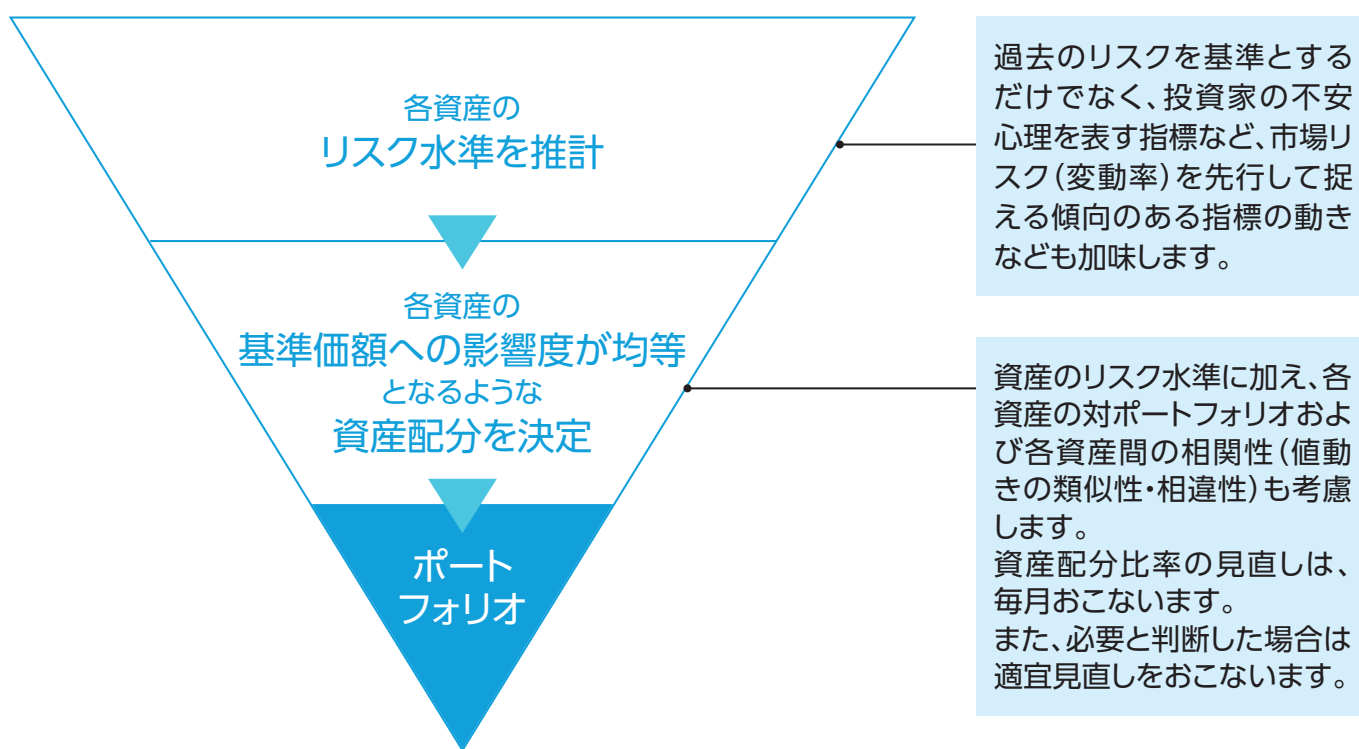 各資産の
リスク水準を推計
各資産の
基準価額への影響度が均等
となるような
資産配分を決定
ポート
フォリオ
過去のリスクを基準とする
だけでなく、投資家の不安
心理を表す指標など、市場リ
スク(変動率)を先行して捉
える傾向のある指標の動き
なども加味します。
資産のリスク水準に加え、各
資産の対ポートフォリオおよ
び各資産間の相関性(値動
きの類似性・相違性)も考慮
します。
資産配分比率の見直しは、
毎月おこないます。
また、必要と判断した場合は
適宜見直しをおこないます。